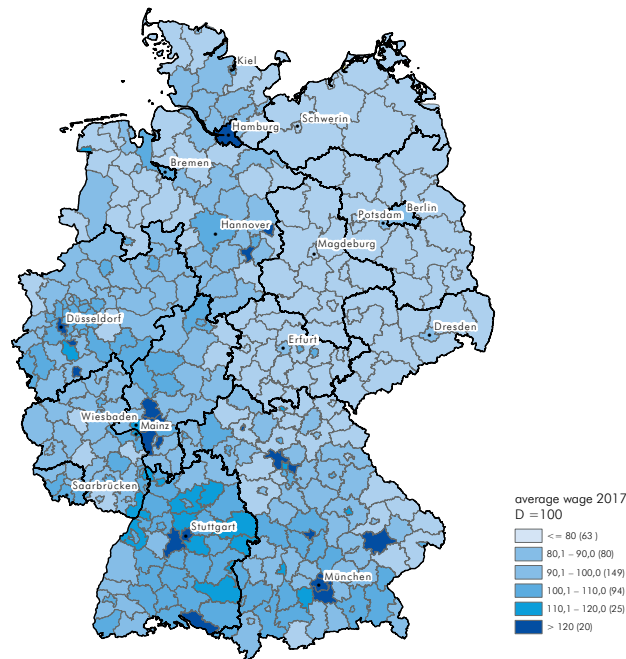 Kiel
Hamburg
Schwerin
Bremen
Hannover
Potsdam
Berlin
Magdeburg
Düsseldorf
Dresden
Erfurt
Wiesbaden
Mainz
Saarbrücken
Stuttgart
München
average wage 2017
D =100
<= 80 (63 )
80,1 – 90,0 (80)
90,1 – 100,0 (149)
100,1 – 110,0 (94)
110,1 – 120,0 (25)
> 120 (20)